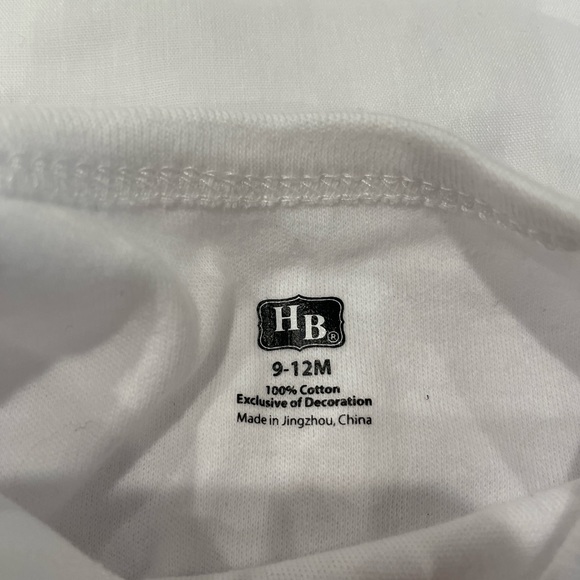 HB®
9-12M
100% Cotton
Exclusive of Decoration
Made in Jingzhou, China